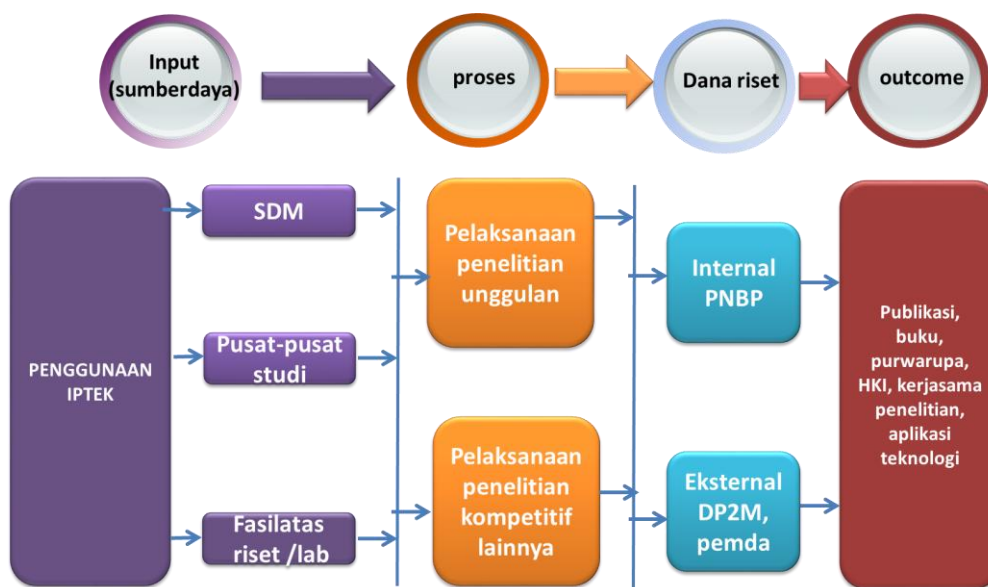 Input
(sumberdaya)
proses
Dana riset
outcome
PENGGUNAAN
IPTEK
SDM
Pusat-pusat
studi
Fasilatas
riset /lab
Pelaksanaan
penelitian
unggulan
Pelaksanaan
penelitian
kompetitif
lainnya
Internal
PNBP
Eksternal
DP2M,
pemda
Publikasi,
buku,
purwarupa,
HKI, kerjasama
penelitian,
aplikasi
teknologi